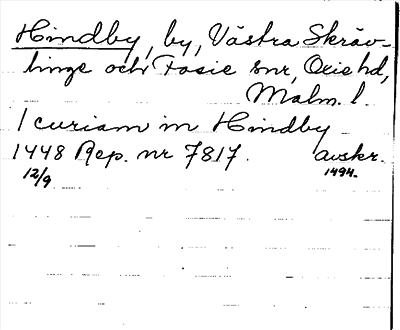 Hindby, by, Västra Skräv-
linge och Fosie snr, Oxie hd,
Malm. l.
1 curiam in Hindby
1448 Rep. nr 7817. avskr.
12/9 1494.